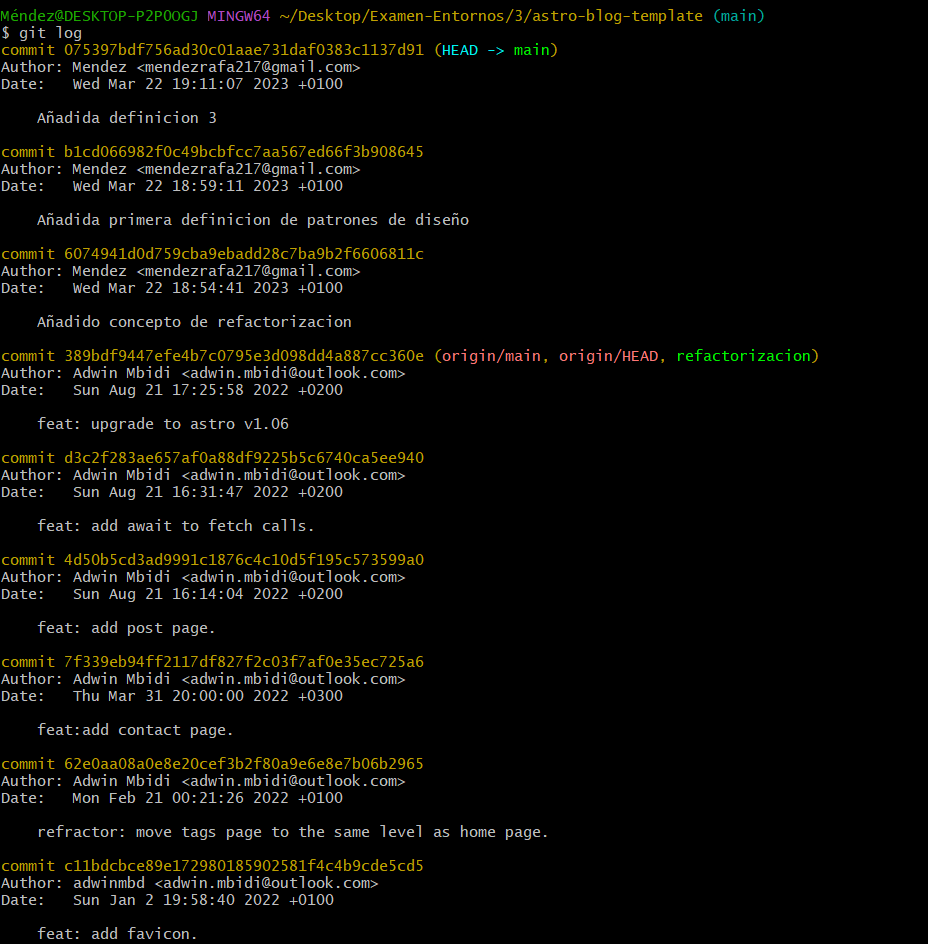 Méndez@DESKTOP-P2POOGJ MINGW64 ~/Desktop/Examen-Entornos/3/astro-blog-template (main)
$ git log
commit 075397bdf756ad30c01aae731daf0383c1137d91 (HEAD -> main)
Author: Mendez <mendezrafa217@gmail.com>
Date:   Wed Mar 22 19:11:07 2023 +0100
    Añadida definicion 3
commit b1cd066982f0c49bcbfcc7aa567ed66f3b908645
Author: Mendez <mendezrafa217@gmail.com>
Date:   Wed Mar 22 18:59:11 2023 +0100
    Añadida primera definicion de patrones de diseño
commit 6074941d0d759cba9ebadd28c7ba9b2f6606811c
Author: Mendez <mendezrafa217@gmail.com>
Date:   Wed Mar 22 18:54:41 2023 +0100
    Añadido concepto de refactorizacion
commit 389bdf9447efe4b7c0795e3d098dd4a887cc360e (origin/main, origin/HEAD, refactorizacion)
Author: Adwin Mbidi <adwin.mbidi@outlook.com>
Date:   Sun Aug 21 17:25:58 2022 +0200
    feat: upgrade to astro v1.06
commit d3c2f283ae657af0a88df9225b5c6740ca5ee940
Author: Adwin Mbidi <adwin.mbidi@outlook.com>
Date:   Sun Aug 21 16:31:47 2022 +0200
    feat: add await to fetch calls.
commit 4d50b5cd3ad9991c1876c4c10d5f195c573599a0
Author: Adwin Mbidi <adwin.mbidi@outlook.com>
Date:   Sun Aug 21 16:14:04 2022 +0200
    feat: add post page.
commit 7f339eb94ff2117df827f2c03f7af0e35ec725a6
Author: Adwin Mbidi <adwin.mbidi@outlook.com>
Date:   Thu Mar 31 20:00:00 2022 +0300
    feat:add contact page.
commit 62e0aa08a0e8e20cef3b2f80a9e6e8e7b06b2965
Author: Adwin Mbidi <adwin.mbidi@outlook.com>
Date:   Mon Feb 21 00:21:26 2022 +0100
    refractor: move tags page to the same level as home page.
commit c11bdcbce89e172980185902581f4c4b9cde5cd5
Author: adwinmbd <adwin.mbidi@outlook.com>
Date:   Sun Jan 2 19:58:40 2022 +0100
    feat: add favicon.